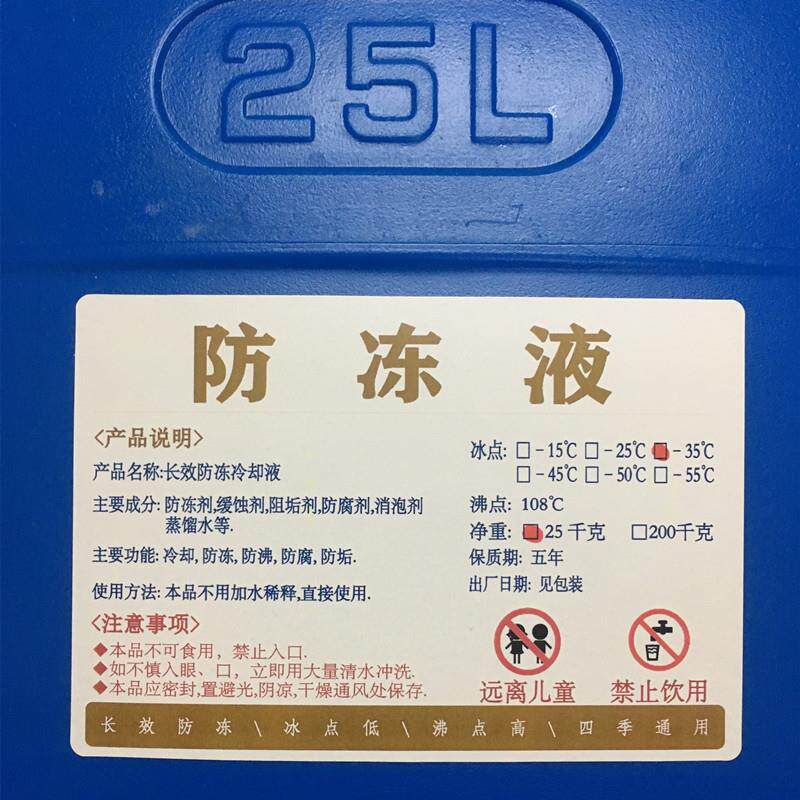 25L
防冻液
<产品说明>
产品名称:长效防冻冷却液
主要成分: 防冻剂,缓蚀剂,阻垢剂,防腐剂,消泡剂
蒸馏水等.
主要功能: 冷却, 防冻, 防沸, 防腐, 防垢.
使用方法: 本品不用加水稀释,直接使用.
冰点: □-15℃ □-25℃ □-35℃
□-45℃ □-50℃ □-55℃
沸点: 108℃
净重: □25千克 □200千克
保质期: 五年
出厂日期: 见包装
<注意事项>
◆本品不可食用，禁止入口.
◆如不慎入眼、口，立即用大量清水冲洗.
◆本品应密封,置避光,阴凉,干燥通风处保存.
远离儿童 禁止饮用
长效防冻 \ 冰点低 \ 沸点高 \ 四季通用